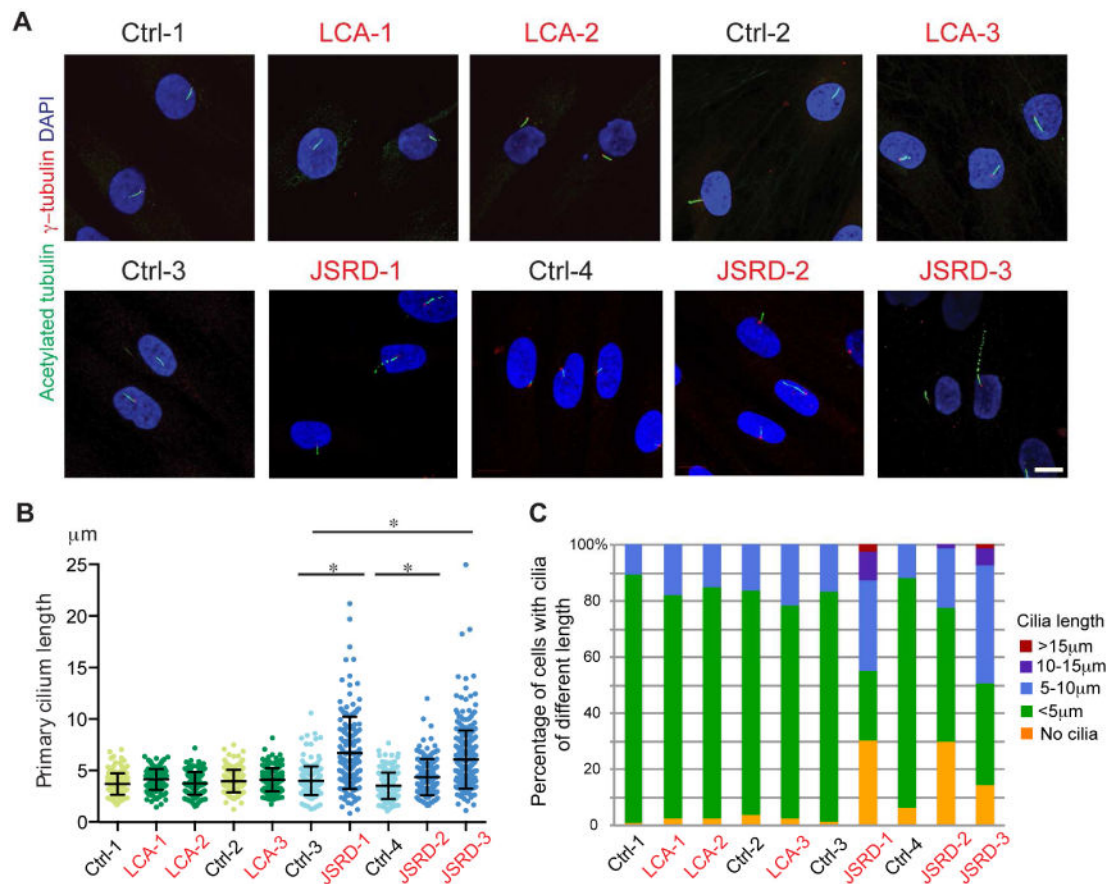 A
Ctrl-1 LCA-1 LCA-2 Ctrl-2 LCA-3
Acetylated tubulin γ-tubulin DAPI
Ctrl-3 JSRD-1 Ctrl-4 JSRD-2 JSRD-3
B
μm
Primary cilium length
25
20
15
10
5
0
* * *
Ctrl-1 LCA-1 LCA-2 Ctrl-2 LCA-3 Ctrl-3 JSRD-1 Ctrl-4 JSRD-2 JSRD-3
C
Percentage of cells with cilia
of different length
100%
80
60
40
20
0
Ctrl-1 LCA-1 LCA-2 Ctrl-2 LCA-3 Ctrl-3 JSRD-1 Ctrl-4 JSRD-2 JSRD-3
Cilia length
>15μm
10-15μm
5-10μm
<5μm
No cilia